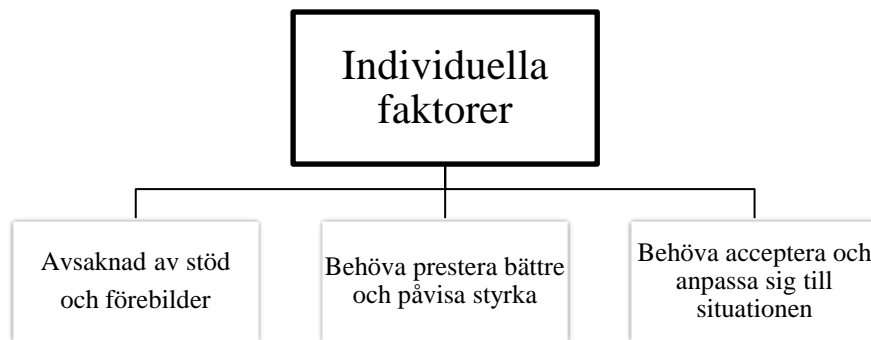 Individuella
faktorer
Avsaknad av stöd
och förebilder
Behöva prestera bättre
och påvisa styrka
Behöva acceptera och
anpassa sig till
situationen